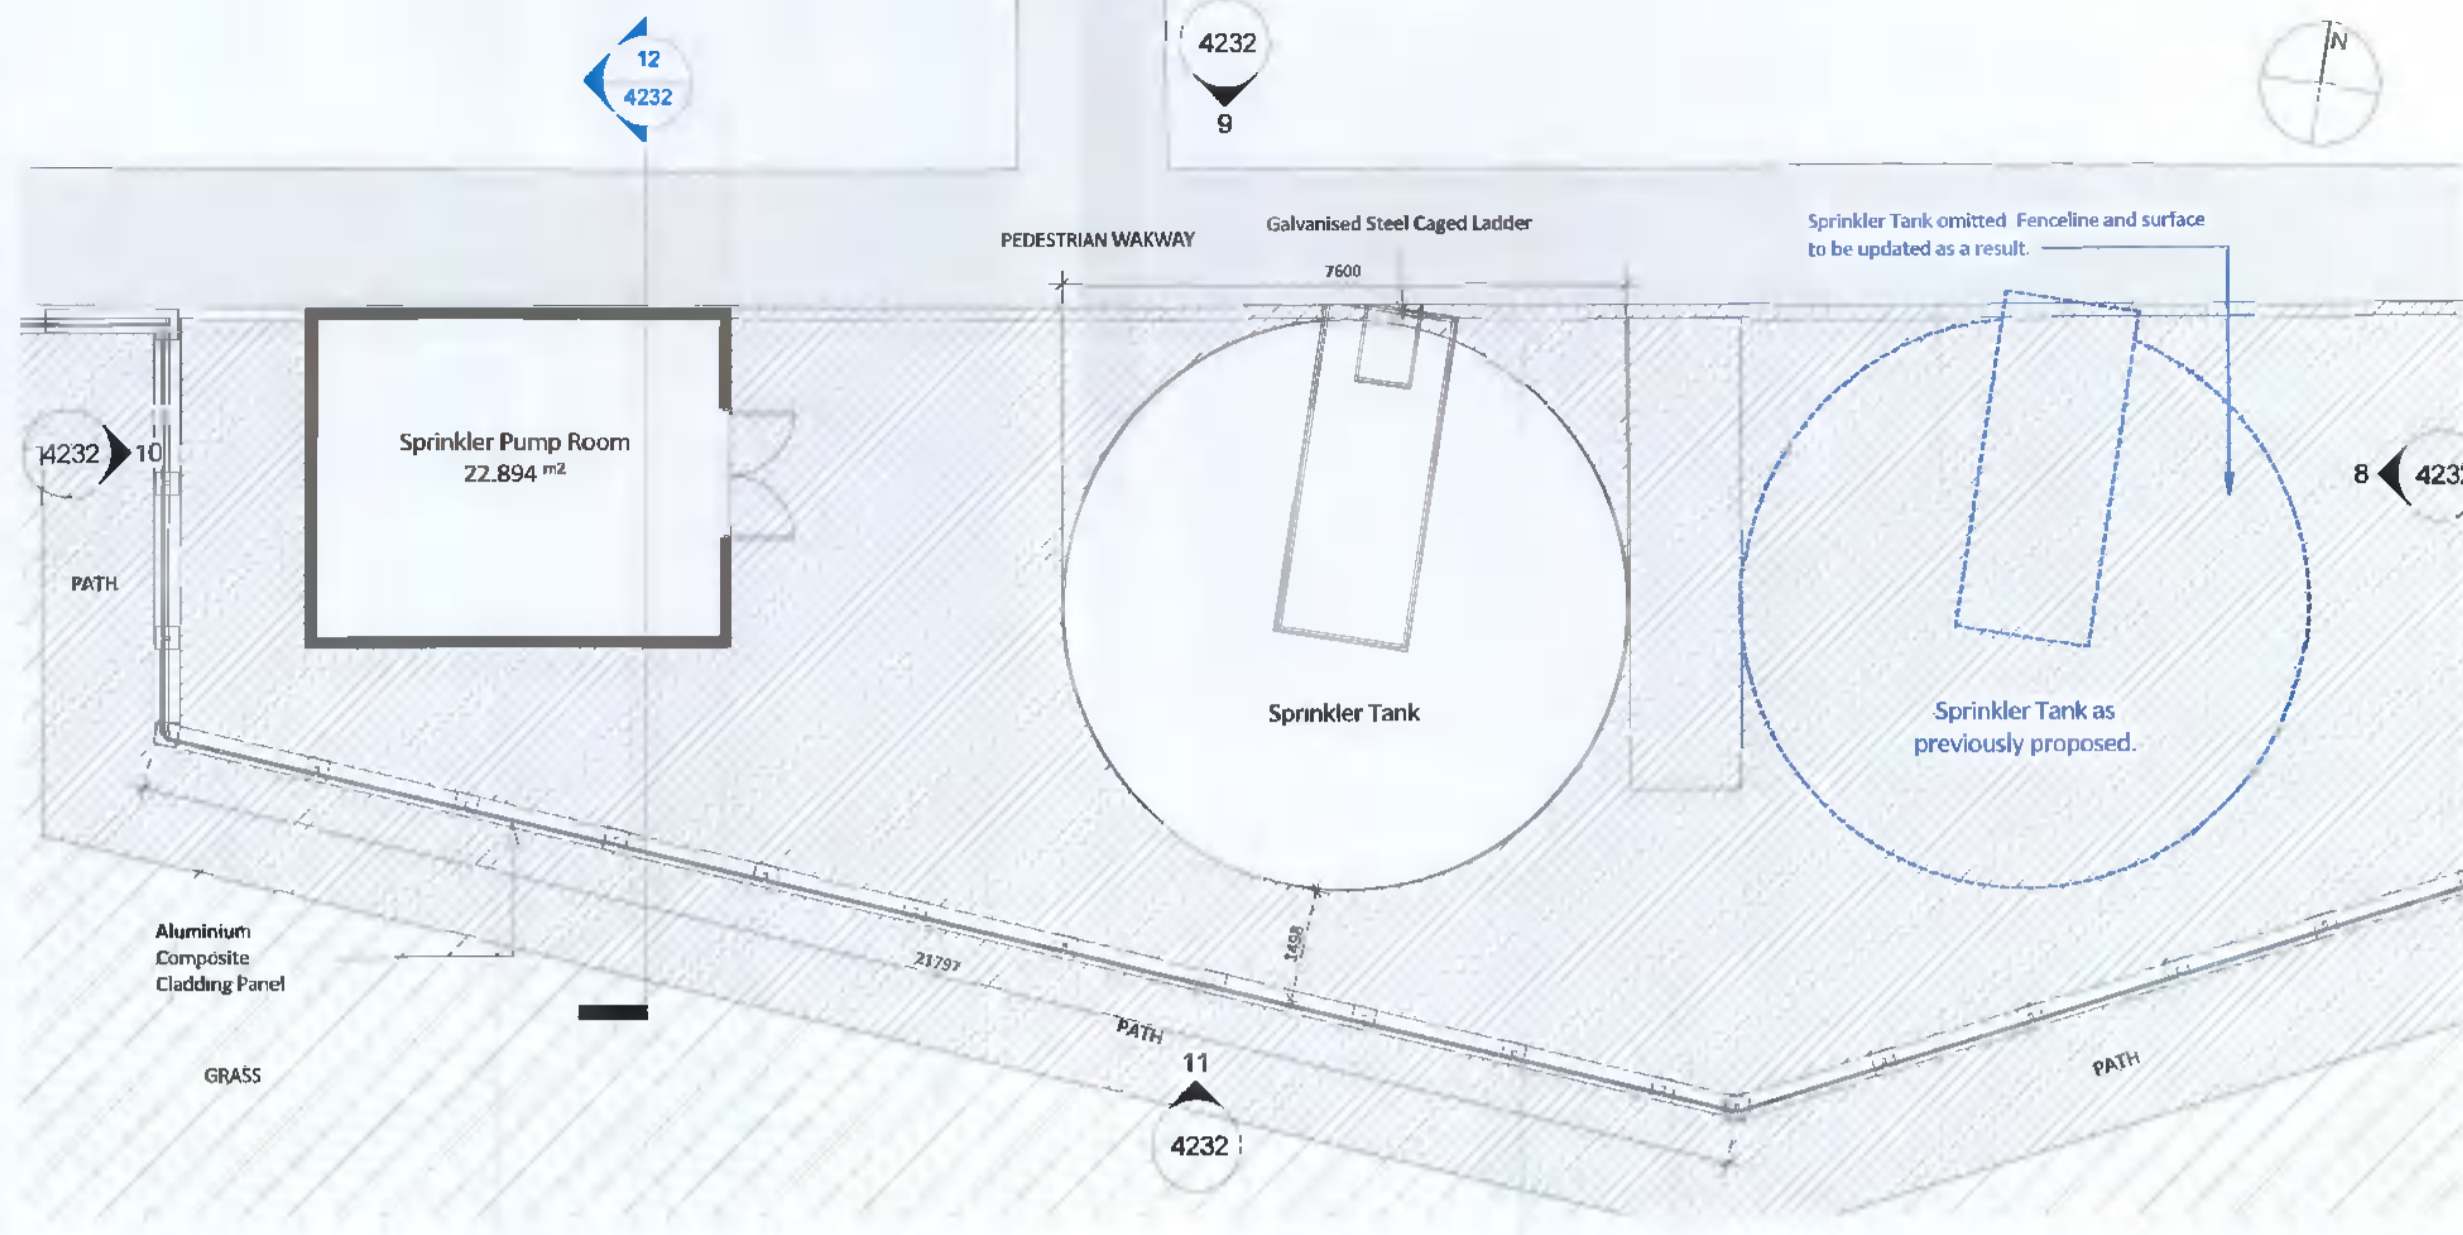 12
4232
4232
9
N
Galvanised Steel Caged Ladder
PEDESTRIAN WAKWAY
7600
Sprinkler Tank omitted Fenceline and surface
to be updated as a result.
4232
10
Sprinkler Pump Room
22.894 m2
8
PATH
Sprinkler Tank
Sprinkler Tank as
previously proposed.
Aluminium
Composite
Cladding Panel
21797
1498
PATH
PATH
GRASS
11
4232